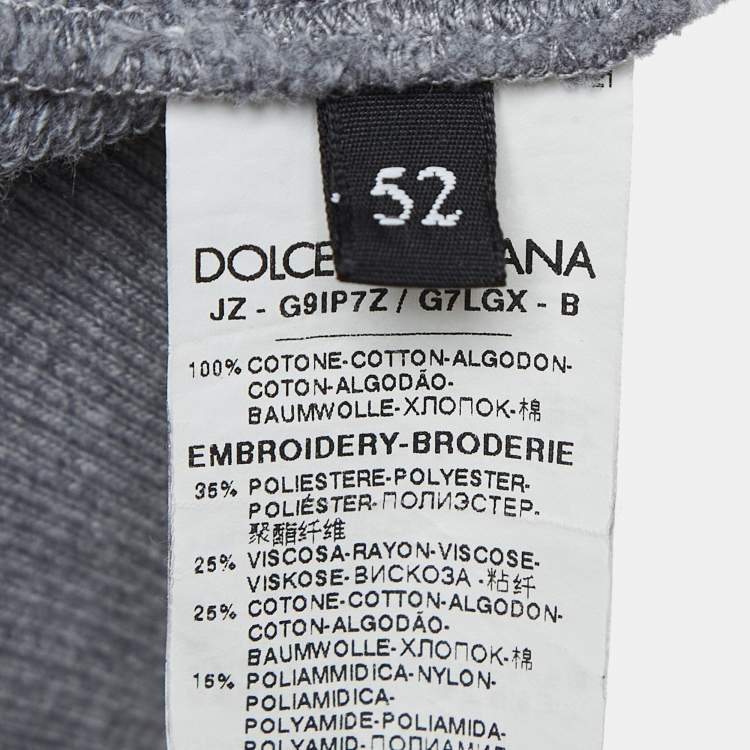 52
DOLCE ANA
JZ - G9IP7Z / G7LGX - B
100% COTONE-COTTON-ALGODON-
COTON-ALGODÃO-
BAUMWOLLE-ХЛОПОК-棉
EMBROIDERY-BRODERIE
35% POLIESTERE-POLYESTER-
POLIÉSTER-ПОЛИЭСТЕР-
聚酯纤维
25% VISCOSA-RAYON-VISCOSE-
VISKOSE-ВИСКОЗА -粘纤
25% COTONE-COTTON-ALGODON-
COTON-ALGODÃO-
BAUMWOLLE-ХЛОПОК-棉
15% POLIAMMIDICA-NYLON-
POLIAMIDICA-
POLYAMIDE-POLIAMIDA-
POLYAMID-ПОЛИАМИД